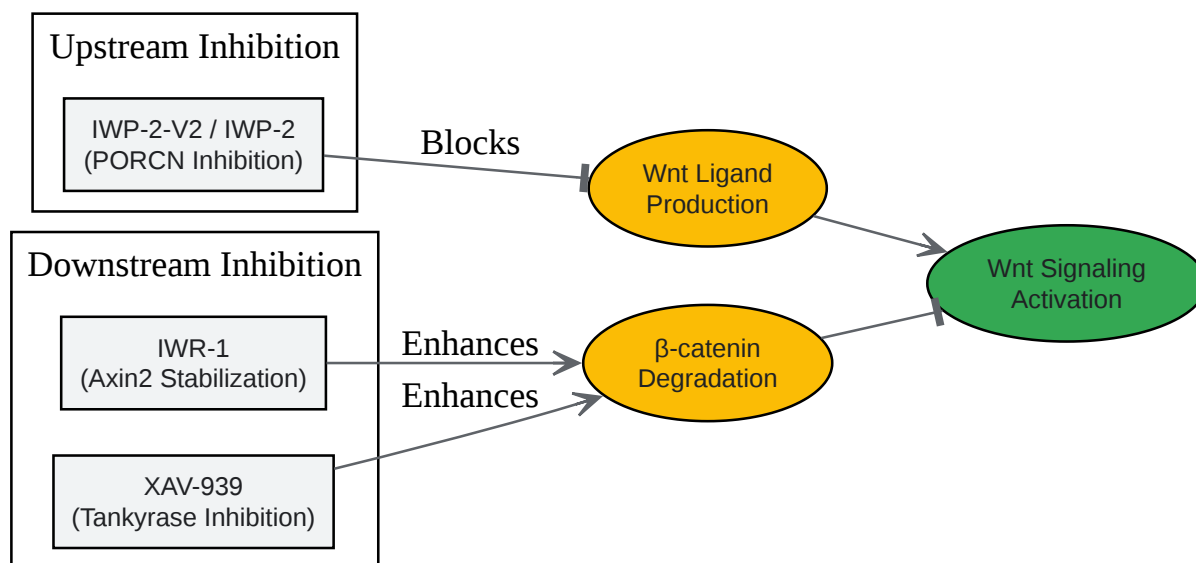 Upstream Inhibition
IWP-2-V2 / IWP-2
(PORCN Inhibition)
Blocks
Wnt Ligand
Production
Downstream Inhibition
IWR-1
(Axin2 Stabilization)
Enhances
Enhances
XAV-939
(Tankyrase Inhibition)
β-catenin
Degradation
Wnt Signaling
Activation